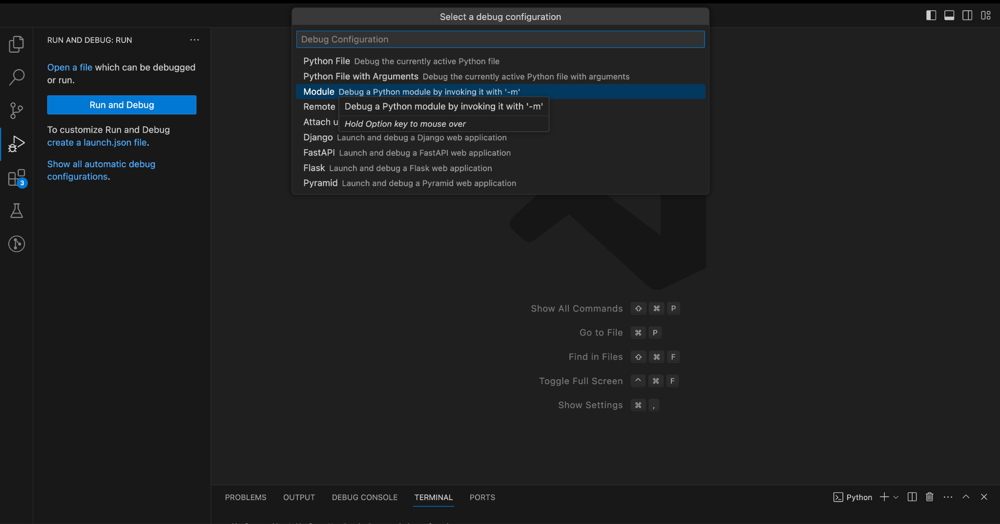 Select a debug configuration
Debug Configuration
Python File Debug the currently active Python file
Python File with Arguments Debug the currently active Python file with arguments
Module Debug a Python module by invoking it with '-m'
Remote
Debug a Python module by invoking it with '-m'
Attach u
Hold Option key to mouse over
Django Launch and debug a Django web application
FastAPI Launch and debug a FastAPI web application
Flask Launch and debug a Flask web application
Pyramid Launch and debug a Pyramid web application
RUN AND DEBUG: RUN
Open a file which can be debugged
or run.
Run and Debug
To customize Run and Debug
create a launch.json file.
Show all automatic debug
configurations.
3
Show All Commands ⇧ ⌘ P
Go to File ⌘ P
Find in Files ⇧ ⌘ F
Toggle Full Screen ^ ⌘ F
Show Settings ⌘ ,
PROBLEMS OUTPUT DEBUG CONSOLE TERMINAL PORTS
Python